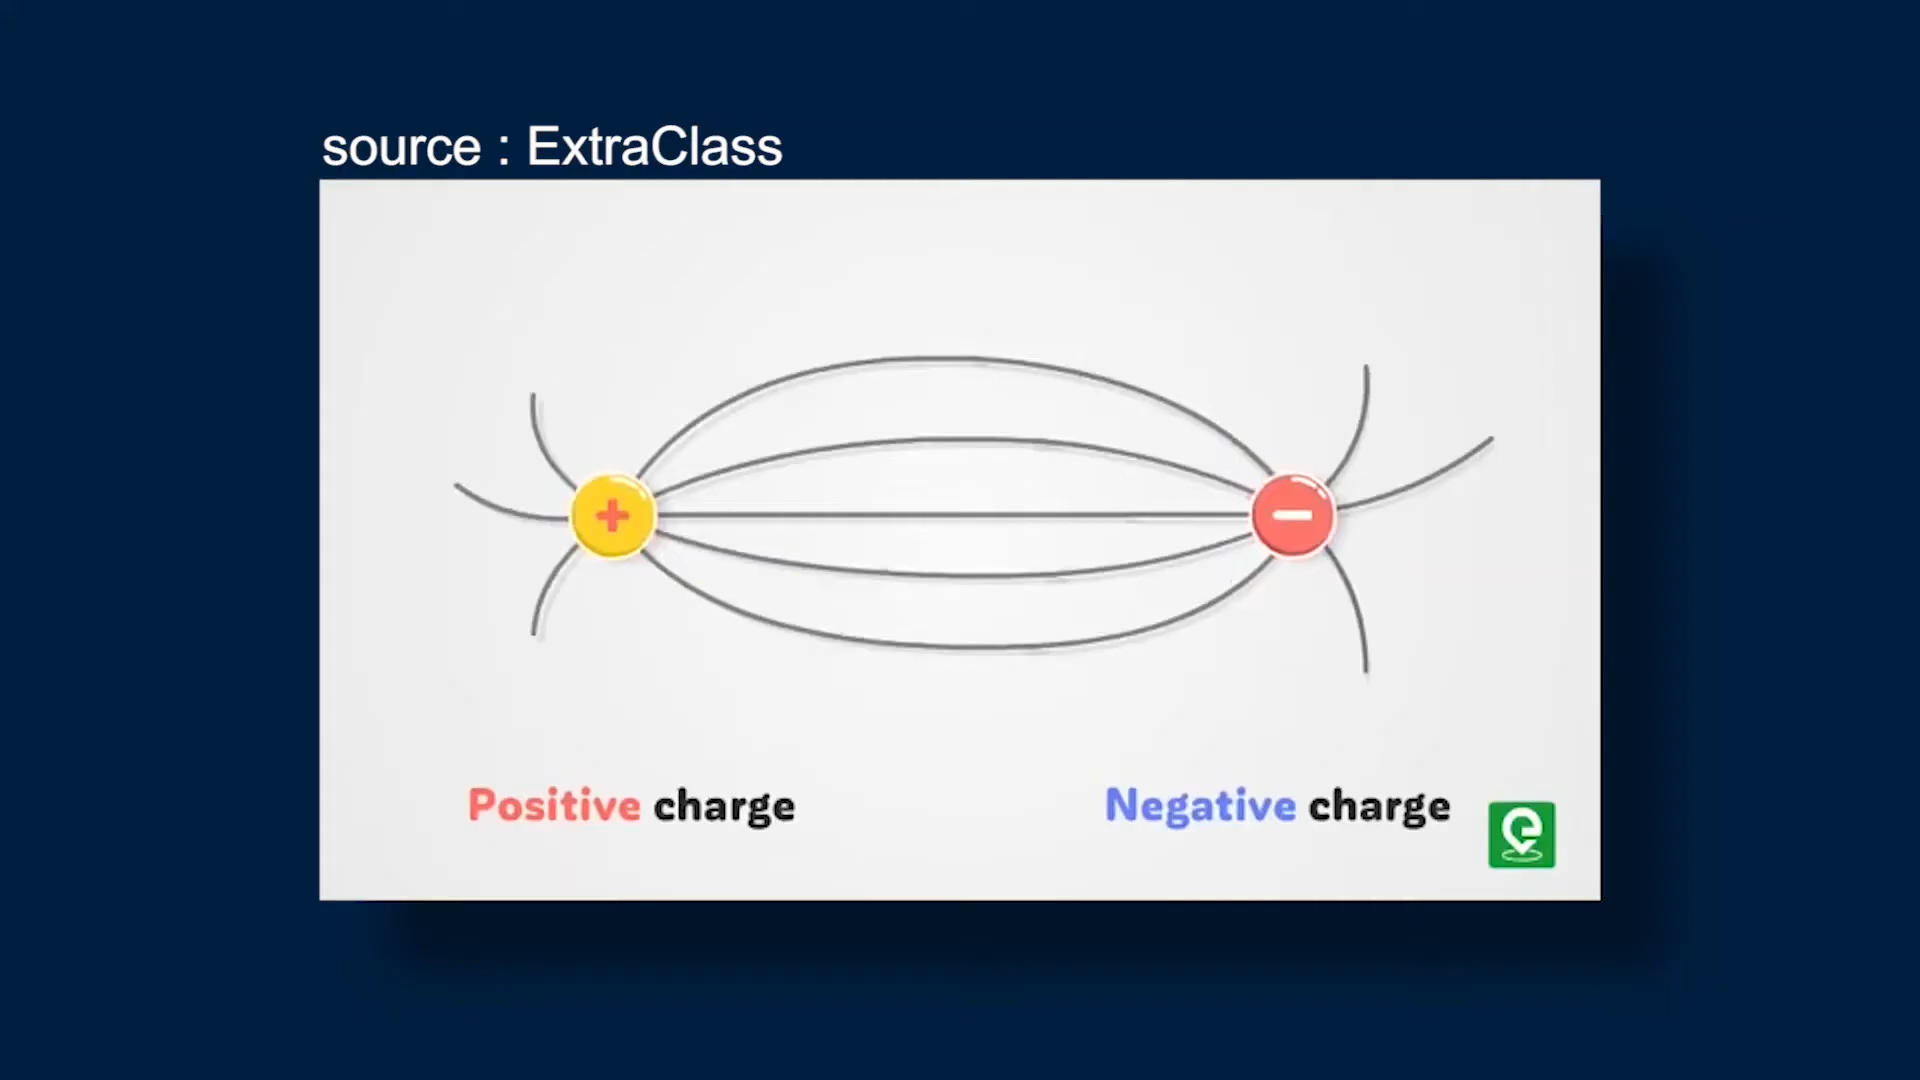 source : ExtraClass
+
−
Positive charge
Negative charge
e